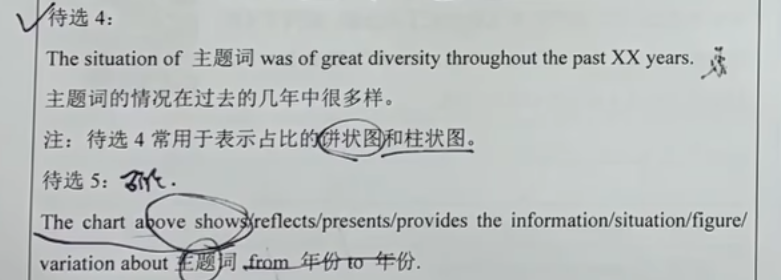 待选 4：
The situation of 主题词 was of great diversity throughout the past XX years.
主题词的情况在过去的几年中很多样。
注：待选 4 常用于表示占比的饼状图和柱状图。
待选 5：
The chart above shows/reflects/presents/provides the information/situation/figure/
variation about 主题词 from 年份 to 年份.